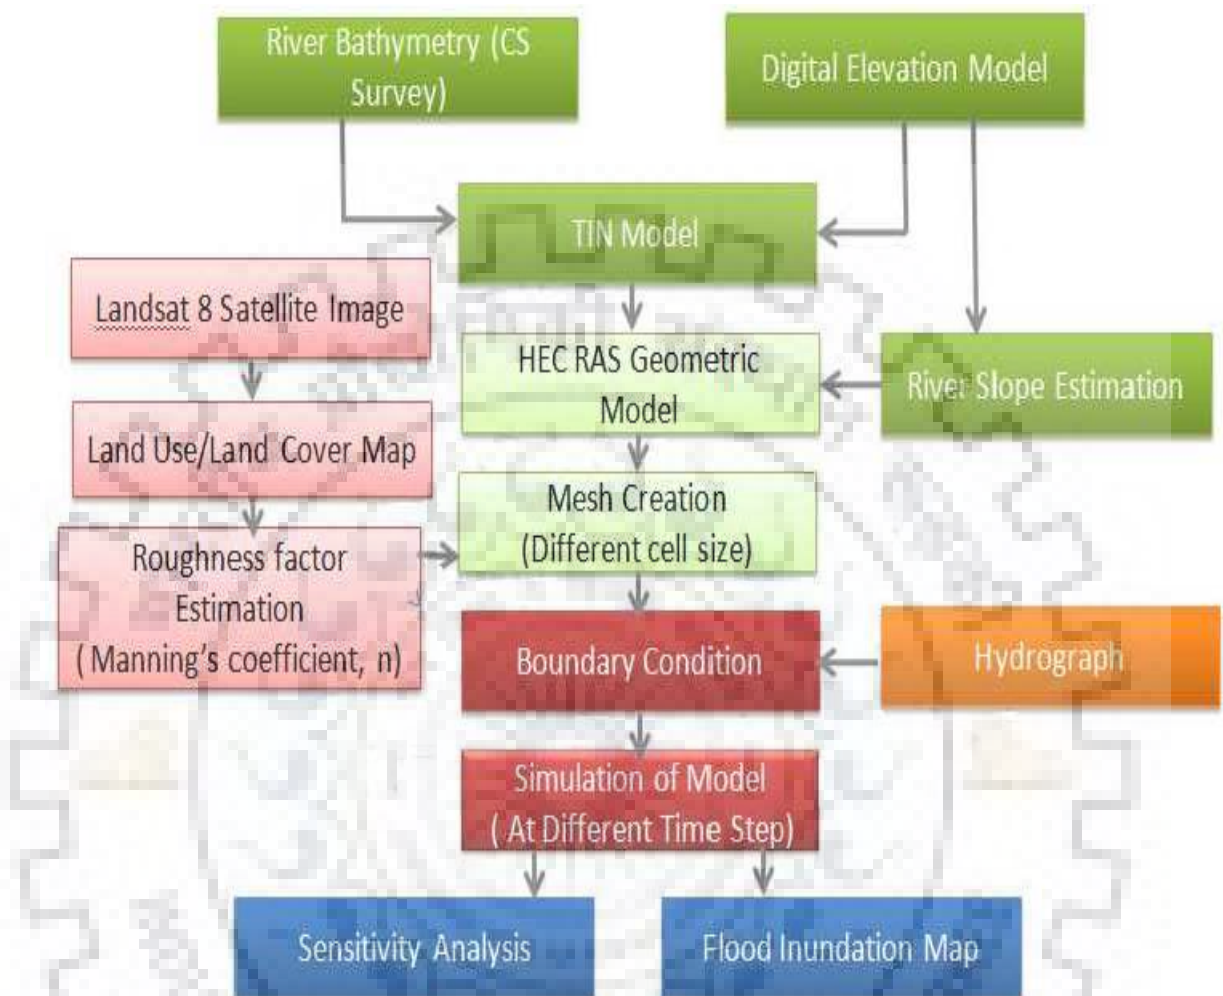 River Bathymetry (CS
Survey)
Digital Elevation Model
TIN Model
Landsat 8 Satellite Image
HEC RAS Geometric
Model
River Slope Estimation
Land Use/Land Cover Map
Mesh Creation
(Different cell size)
Roughness factor
Estimation
( Manning's coefficient, n)
Boundary Condition
Hydrograph
Simulation of Model
( At Different Time Step)
Sensitivity Analysis
Flood Inundation Map